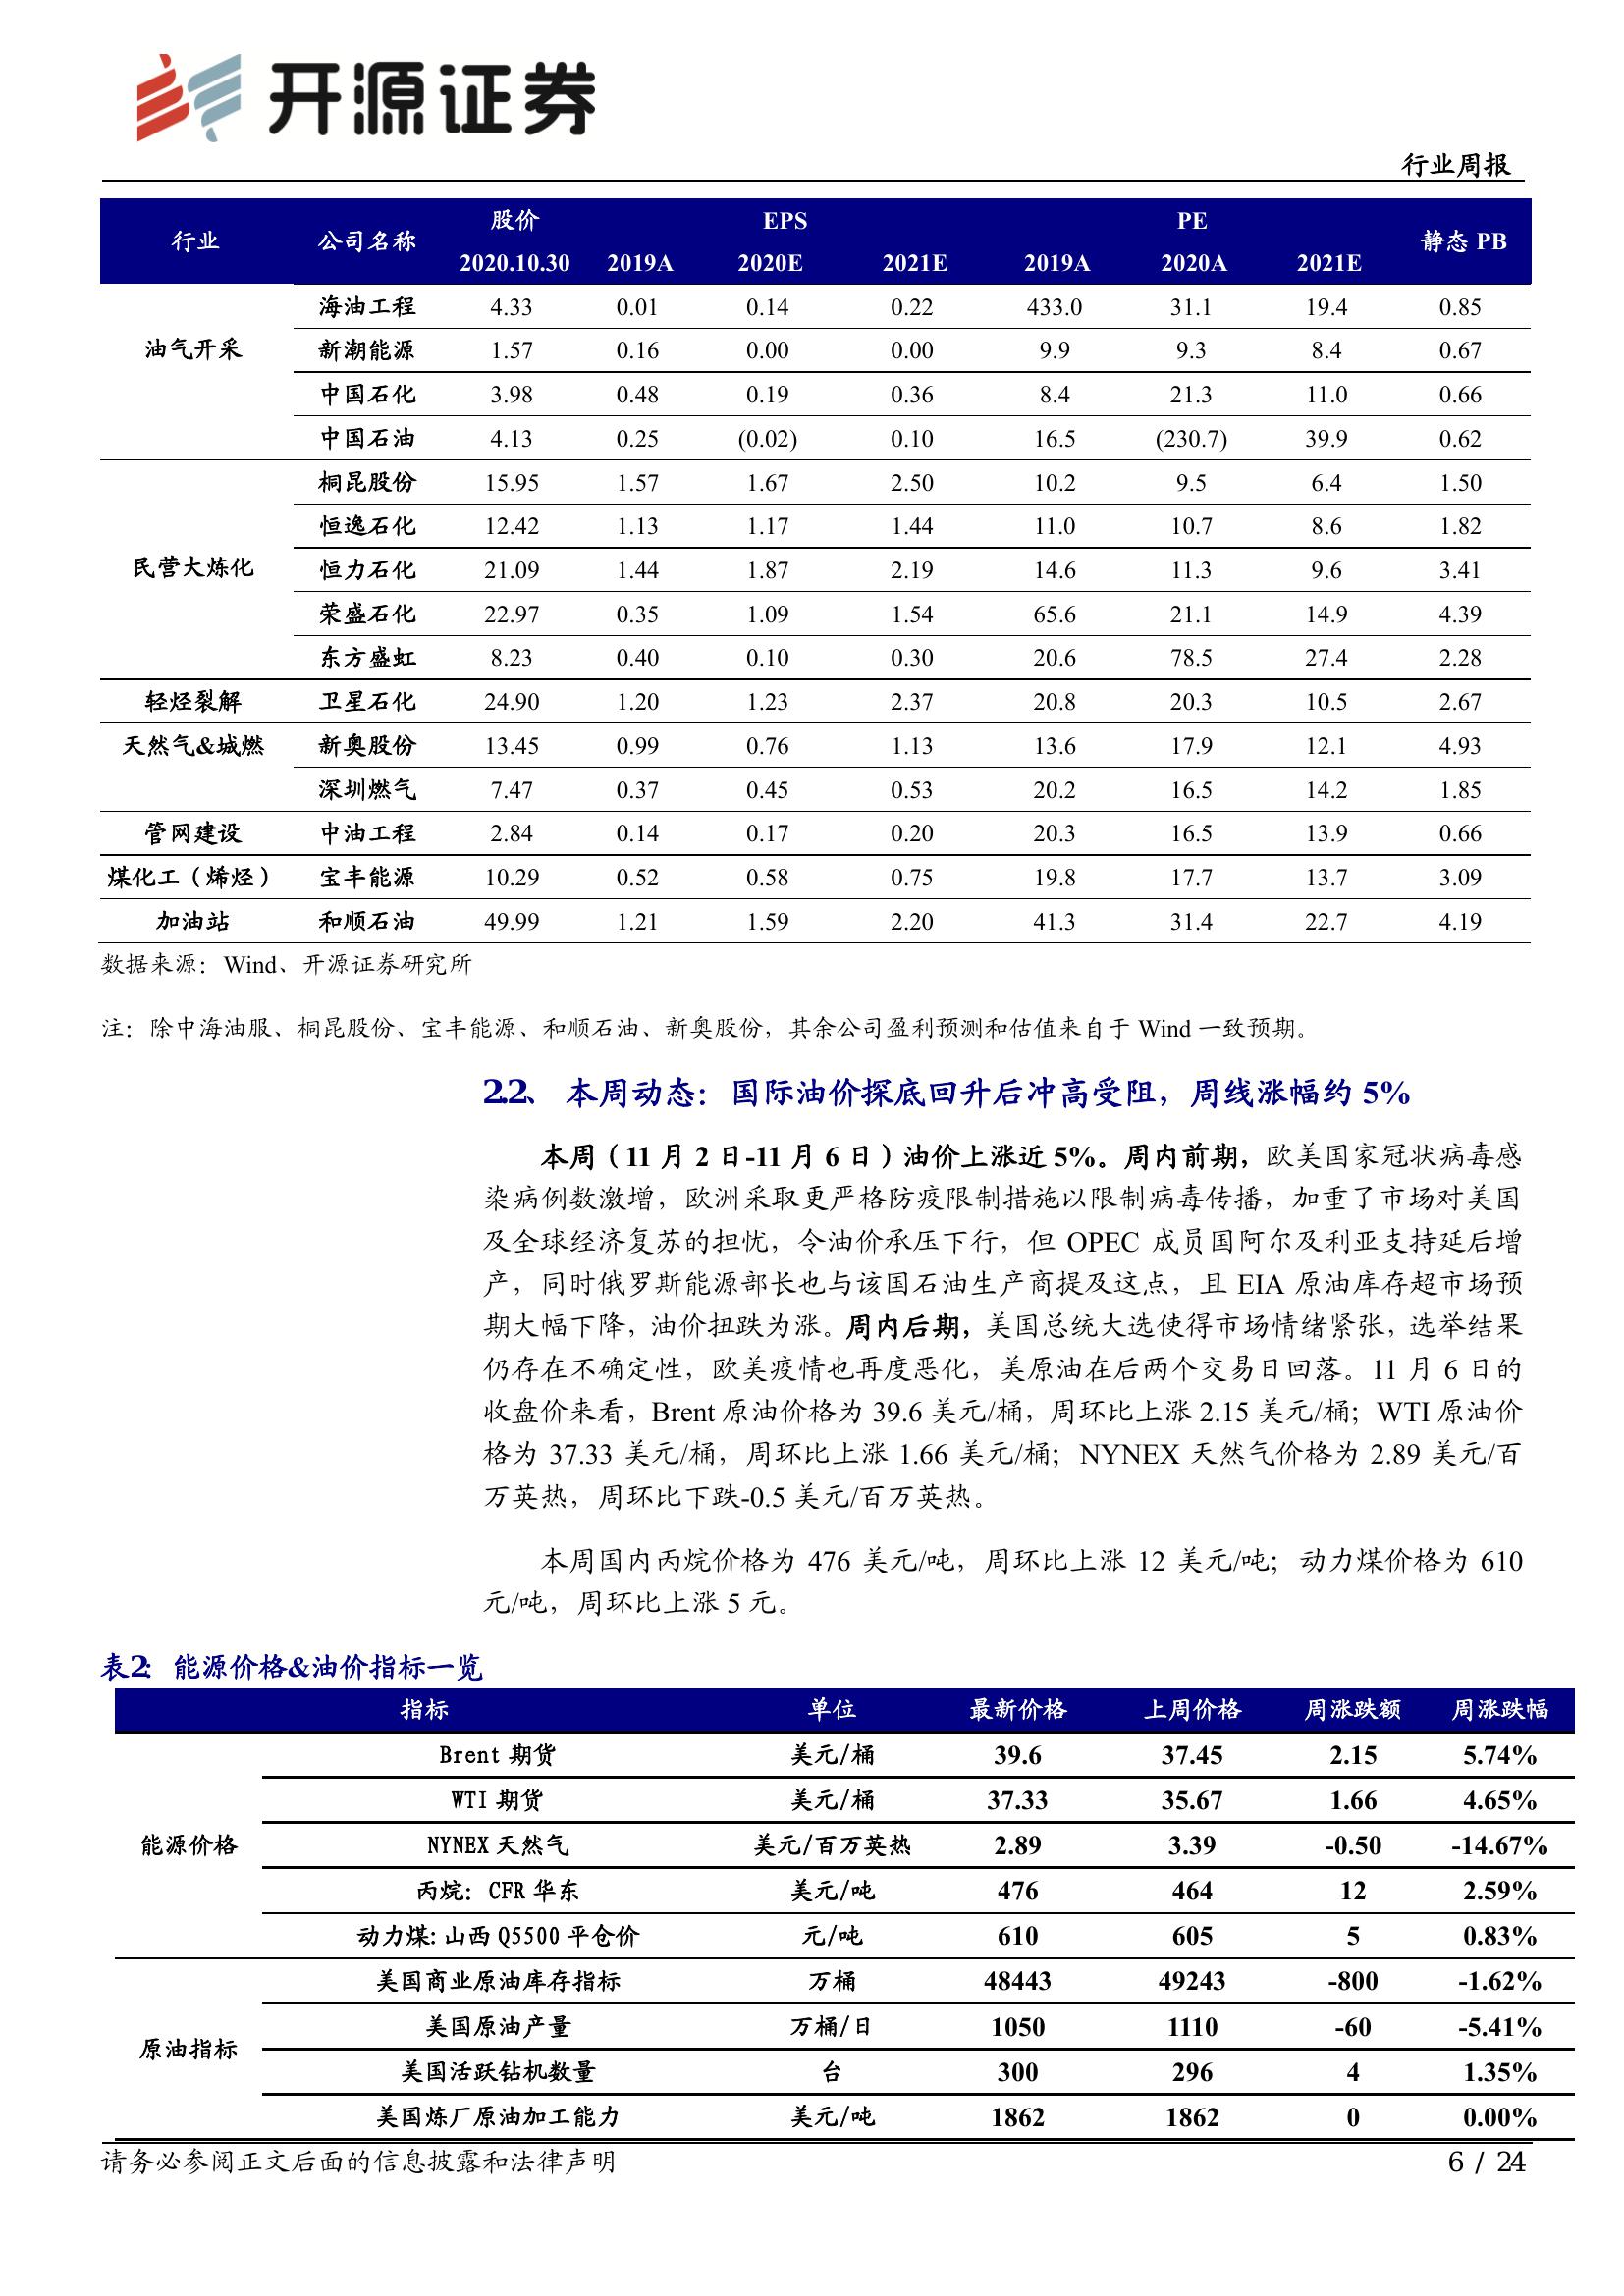 开源证券
行业周报
行业 公司名称 股价 EPS PE 静态 PB
2020.10.30 2019A 2020E 2021E 2019A 2020A 2021E
油气开采 海油工程 4.33 0.01 0.14 0.22 433.0 31.1 19.4 0.85
新潮能源 1.57 0.16 0.00 0.00 9.9 9.3 8.4 0.67
中国石化 3.98 0.48 0.19 0.36 8.4 21.3 11.0 0.66
中国石油 4.13 0.25 (0.02) 0.10 16.5 (230.7) 39.9 0.62
民营大炼化 桐昆股份 15.95 1.57 1.67 2.50 10.2 9.5 6.4 1.50
恒逸石化 12.42 1.13 1.17 1.44 11.0 10.7 8.6 1.82
恒力石化 21.09 1.44 1.87 2.19 14.6 11.3 9.6 3.41
荣盛石化 22.97 0.35 1.09 1.54 65.6 21.1 14.9 4.39
东方盛虹 8.23 0.40 0.10 0.30 20.6 78.5 27.4 2.28
轻烃裂解 卫星石化 24.90 1.20 1.23 2.37 20.8 20.3 10.5 2.67
天然气&城燃 新奥股份 13.45 0.99 0.76 1.13 13.6 17.9 12.1 4.93
深圳燃气 7.47 0.37 0.45 0.53 20.2 16.5 14.2 1.85
管网建设 中油工程 2.84 0.14 0.17 0.20 20.3 16.5 13.9 0.66
煤化工（烯烃） 宝丰能源 10.29 0.52 0.58 0.75 19.8 17.7 13.7 3.09
加油站 和顺石油 49.99 1.21 1.59 2.20 41.3 31.4 22.7 4.19
数据来源：Wind、开源证券研究所
注：除中海油服、桐昆股份、宝丰能源、和顺石油、新奥股份，其余公司盈利预测和估值来自于 Wind 一致预期。
2.2、 本周动态：国际油价探底回升后冲高受阻，周线涨幅约 5%
本周（11 月 2 日-11 月 6 日）油价上涨近 5%。周内前期，欧美国家冠状病毒感
染病例数激增，欧洲采取更严格防疫限制措施以限制病毒传播，加重了市场对美国
及全球经济复苏的担忧，令油价承压下行，但 OPEC 成员国阿尔及利亚支持延后增
产，同时俄罗斯能源部长也与该国石油生产商提及这点，且 EIA 原油库存超市场预
期大幅下降，油价扭跌为涨。周内后期，美国总统大选使得市场情绪紧张，选举结果
仍存在不确定性，欧美疫情也再度恶化，美原油在后两个交易日回落。11 月 6 日的
收盘价来看，Brent 原油价格为 39.6 美元/桶，周环比上涨 2.15 美元/桶；WTI 原油价
格为 37.33 美元/桶，周环比上涨 1.66 美元/桶；NYNEX 天然气价格为 2.89 美元/百
万英热，周环比下跌-0.5 美元/百万英热。
本周国内丙烷价格为 476 美元/吨，周环比上涨 12 美元/吨；动力煤价格为 610
元/吨，周环比上涨 5 元。
表2：能源价格&油价指标一览
指标 单位 最新价格 上周价格 周涨跌额 周涨跌幅
能源价格 Brent 期货 美元/桶 39.6 37.45 2.15 5.74%
WTI 期货 美元/桶 37.33 35.67 1.66 4.65%
NYNEX 天然气 美元/百万英热 2.89 3.39 -0.50 -14.67%
丙烷：CFR 华东 美元/吨 476 464 12 2.59%
动力煤:山西 Q5500 平仓价 元/吨 610 605 5 0.83%
原油指标 美国商业原油库存指标 万桶 48443 49243 -800 -1.62%
美国原油产量 万桶/日 1050 1110 -60 -5.41%
美国活跃钻机数量 台 300 296 4 1.35%
美国炼厂原油加工能力 美元/吨 1862 1862 0 0.00%
请务必参阅正文后面的信息披露和法律声明 6 / 24